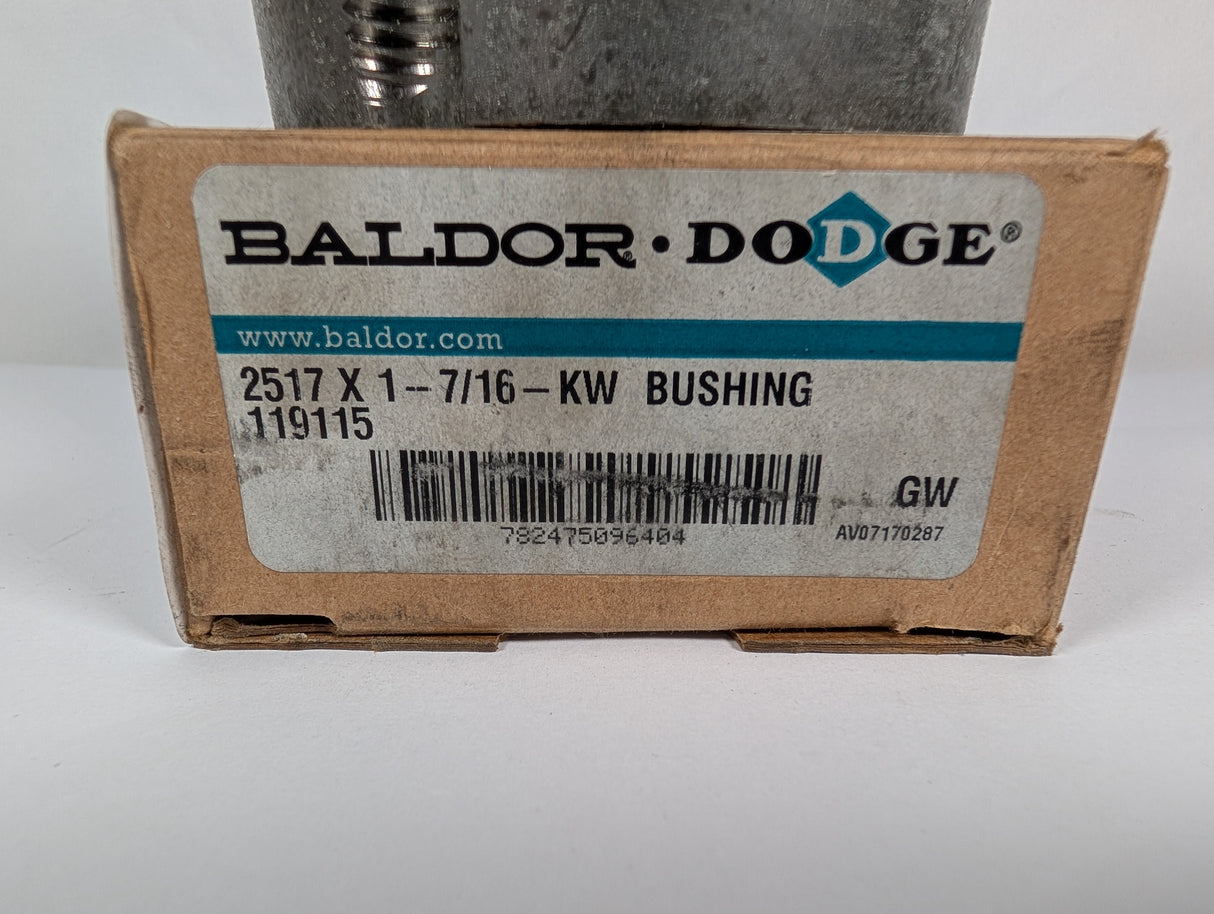 BALDOR® · DODGE®
www.baldor.com
2517 X 1-7/16-KW BUSHING
119115
GW
782475096404
AV07170287